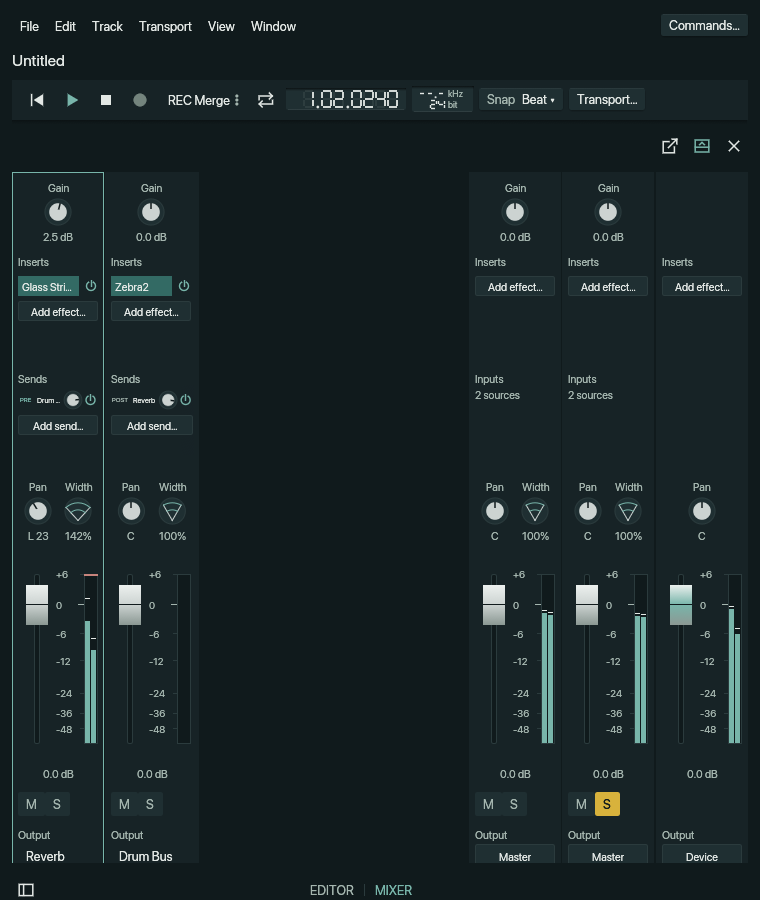 File Edit Track Transport View Window Commands...
Untitled
REC Merge 1.02.0240 --.- kHz
24 bit
Snap Beat Transport...
Gain Gain Gain Gain
2.5 dB 0.0 dB 0.0 dB 0.0 dB
Inserts Inserts Inserts Inserts Inserts
Glass Stri... Zebra2 Add effect... Add effect... Add effect...
Add effect... Add effect...
Sends Sends Inputs Inputs
2 sources 2 sources
PRE Drum ... POST Reverb
Add send... Add send...
Pan Width Pan Width Pan Width Pan Width Pan
L 23 142% C 100% C 100% C 100% C
+6 +6 +6 +6 +6
0 0 0 0 0
-6 -6 -6 -6 -6
-12 -12 -12 -12 -12
-24 -24 -24 -24 -24
-36 -36 -36 -36 -36
-48 -48 -48 -48 -48
0.0 dB 0.0 dB 0.0 dB 0.0 dB 0.0 dB
M S M S M S M S
Output Output Output Output Output
Reverb Drum Bus Master Master Device
EDITOR MIXER